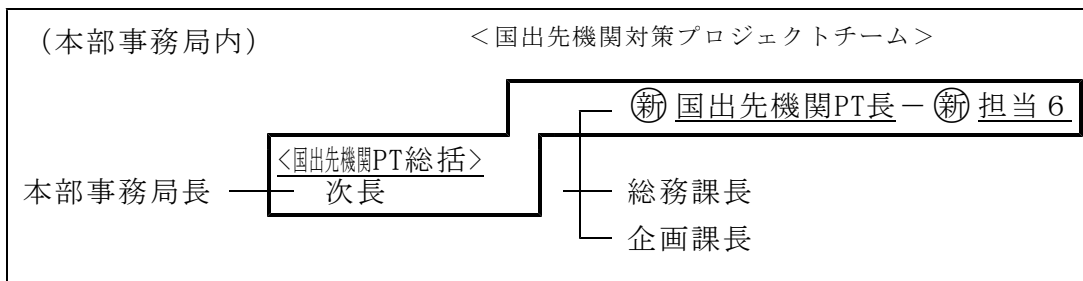 （本部事務局内） ＜国出先機関対策プロジェクトチーム＞
㊟新 国出先機関PT長－新 担当６
＜国出先機関PT総括＞
本部事務局長 次長 総務課長
企画課長